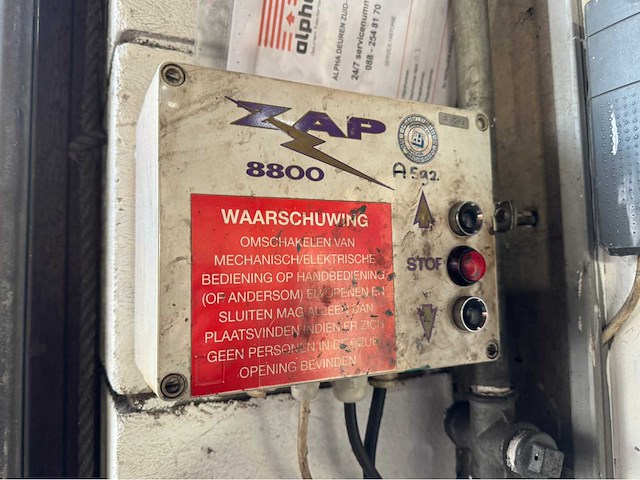 alpha
ALPHA DEUREN ZUID-
24/7 servicenumm
088 - 254 81 70
ZAP
8800
WAARSCHUWING
OMSCHAKELEN VAN
MECHANISCH/ELEKTRISCHE
BEDIENING OP HANDBEDIENING
(OF ANDERSOM) EN OPENEN EN
SLUITEN MAG ALLEEN DAN
PLAATSVINDEN INDIEN ER ZICH
GEEN PERSONEN IN DE DEUR
OPENING BEVINDEN
STOP